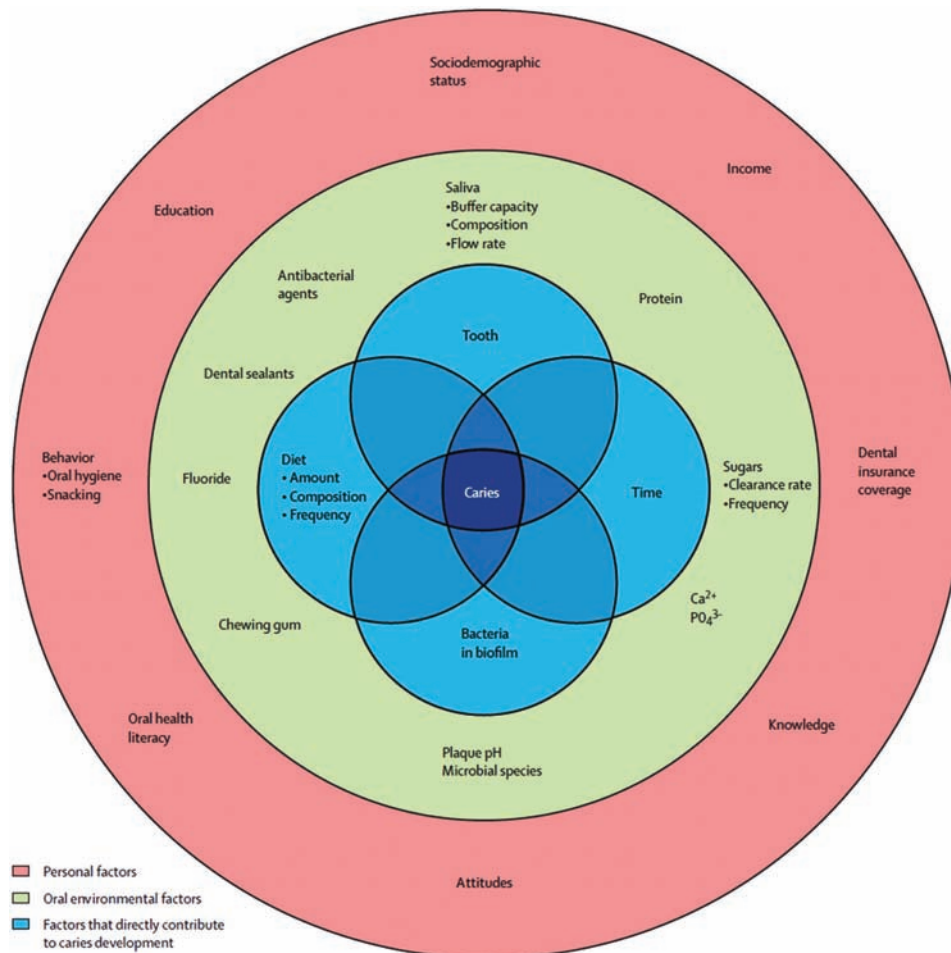 Sociodemographic
status
Income
Education
Saliva
•Buffer capacity
•Composition
•Flow rate
Antibacterial
agents
Protein
Tooth
Dental sealants
Behavior
•Oral hygiene
•Snacking
Fluoride
Diet
• Amount
• Composition
• Frequency
Caries
Time
Sugars
•Clearance rate
•Frequency
Dental
insurance
coverage
Ca²⁺
PO₄³⁻
Chewing gum
Bacteria
in biofilm
Oral health
literacy
Knowledge
Plaque pH
Microbial species
Attitudes
Personal factors
Oral environmental factors
Factors that directly contribute
to caries development